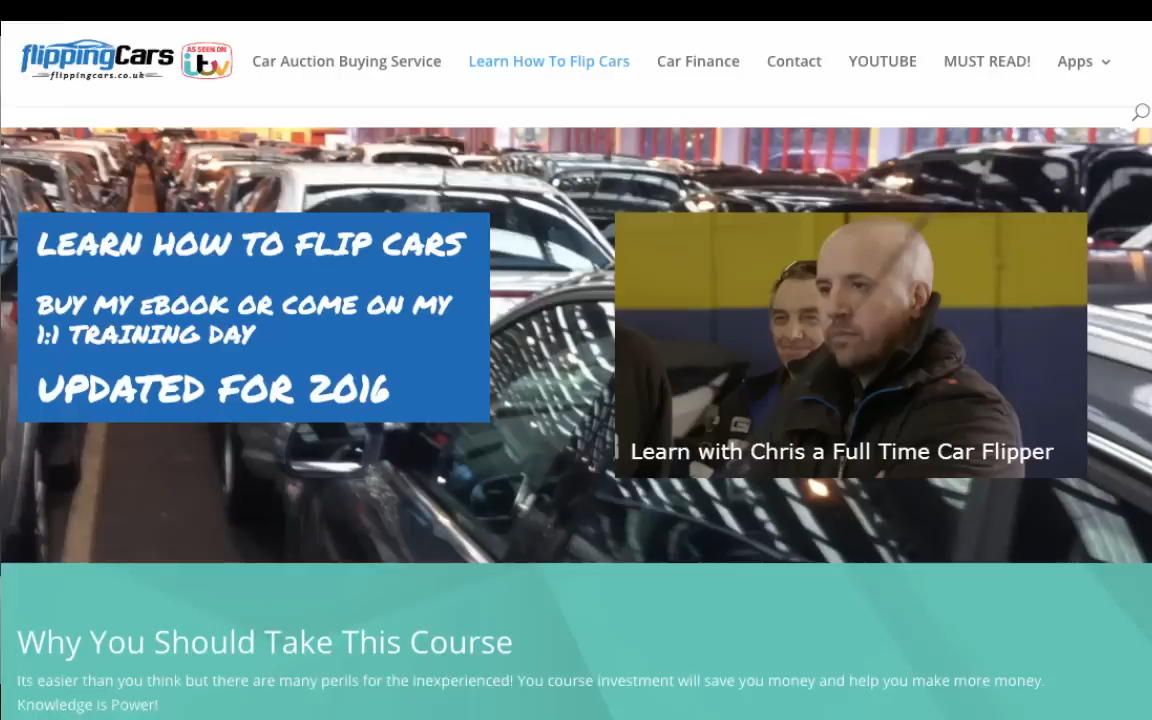 flippingCars
flippingcars.co.uk
AS SEEN ON
itv
Car Auction Buying Service
Learn How To Flip Cars
Car Finance
Contact
YOUTUBE
MUST READ!
Apps
LEARN HOW TO FLIP CARS
BUY MY eBOOK OR COME ON MY
1:1 TRAINING DAY
UPDATED FOR 2016
Learn with Chris a Full Time Car Flipper
Why You Should Take This Course
Its easier than you think but there are many perils for the inexperienced! You course investment will save you money and help you make more money.
Knowledge is Power!